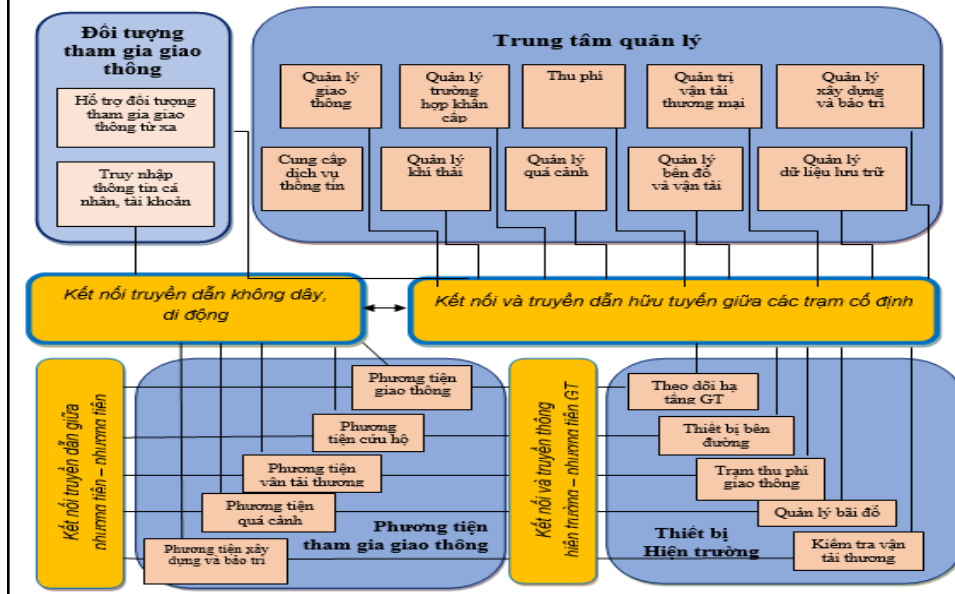 Đối tượng
tham gia giao
thông
Hỗ trợ đối tượng
tham gia giao
thông từ xa
Truy nhập
thông tin cá
nhân, tài khoản
Trung tâm quản lý
Quản lý
giao thông
Quản lý
trường
hợp khẩn
cấp
Thu phí
Quản trị
vận tải
thương mại
Quản lý
xây dựng
và bảo trì
Cung cấp
dịch vụ
thông tin
Quản lý
khí thải
Quản lý
quá cảnh
Quản lý
bến đỗ
và vận tải
Quản lý
dữ liệu lưu trữ
Kết nối truyền dẫn không dây,
di động
Kết nối và truyền dẫn hữu tuyến giữa các trạm cố định
Kết nối truyền dẫn giữa
phương tiện – phương tiện
Phương tiện
giao thông
Phương
tiện cứu hộ
Phương tiện
vận tải thương
Phương tiện
quá cảnh
Phương tiện xây
dựng và bảo trì
Phương tiện
tham gia giao thông
Kết nối và truyền thông
hiện trường – phương tiện GT
Theo dõi hạ
tầng GT
Thiết bị bên
đường
Trạm thu phí
giao thông
Quản lý bãi đỗ
Kiểm tra vận
tải thương
Thiết bị
Hiện trường